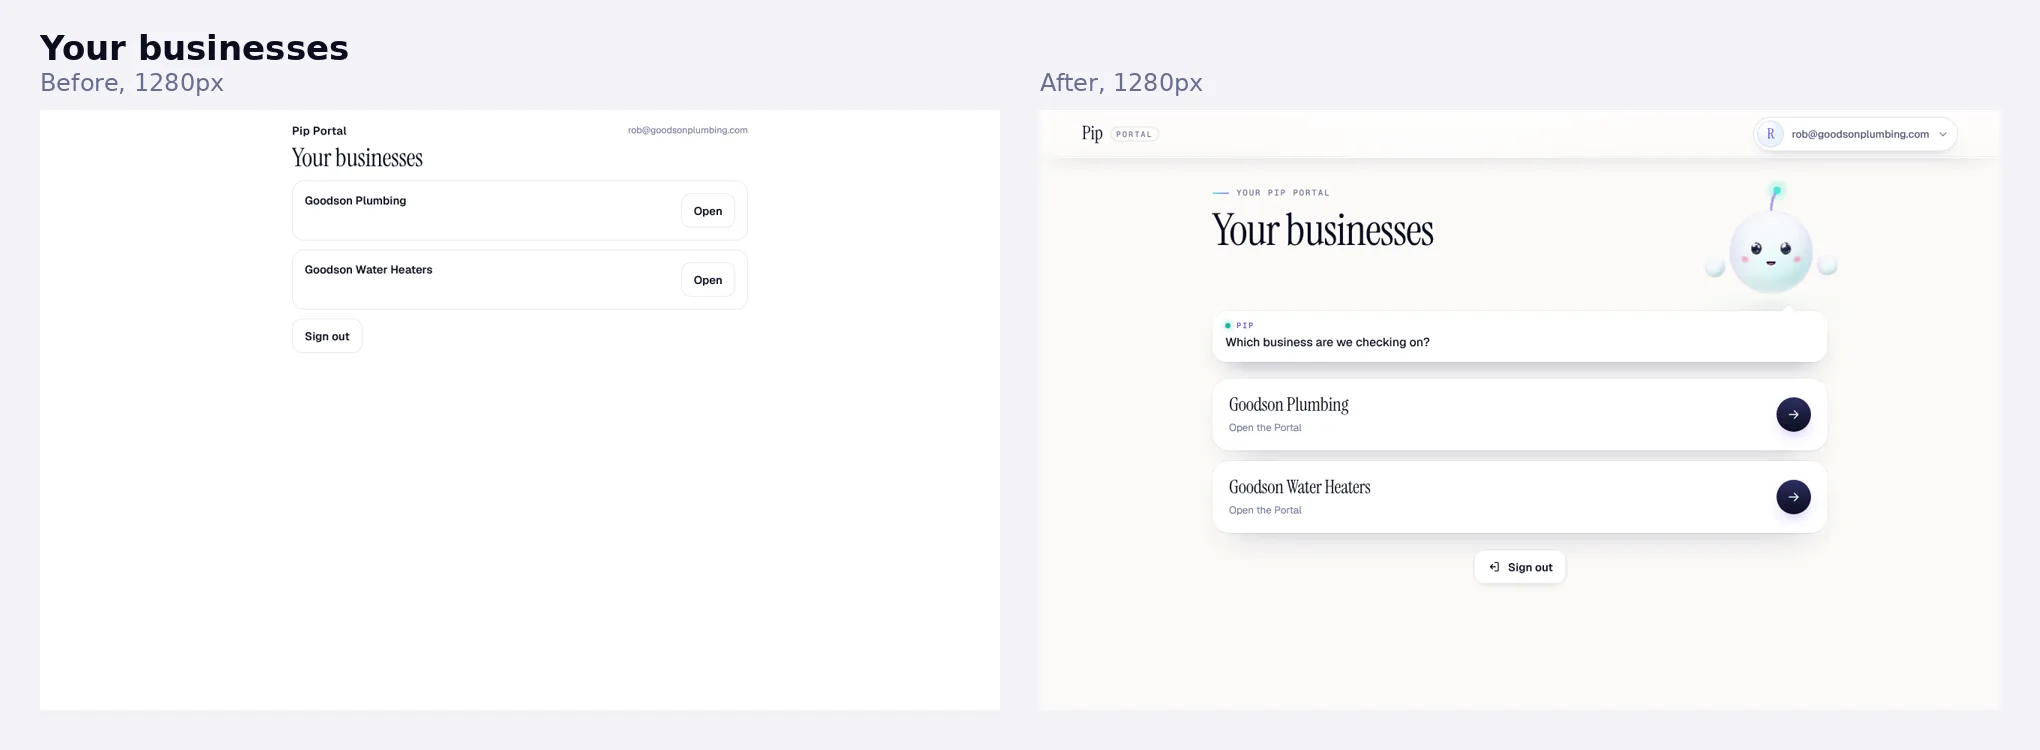 Your businesses
Before, 1280px
Pip Portal
rob@goodsonplumbing.com
Your businesses
Goodson Plumbing
Open
Goodson Water Heaters
Open
Sign out
After, 1280px
Pip
PORTAL
R
rob@goodsonplumbing.com
YOUR PIP PORTAL
Your businesses
PIP
Which business are we checking on?
Goodson Plumbing
Open the Portal
Goodson Water Heaters
Open the Portal
Sign out